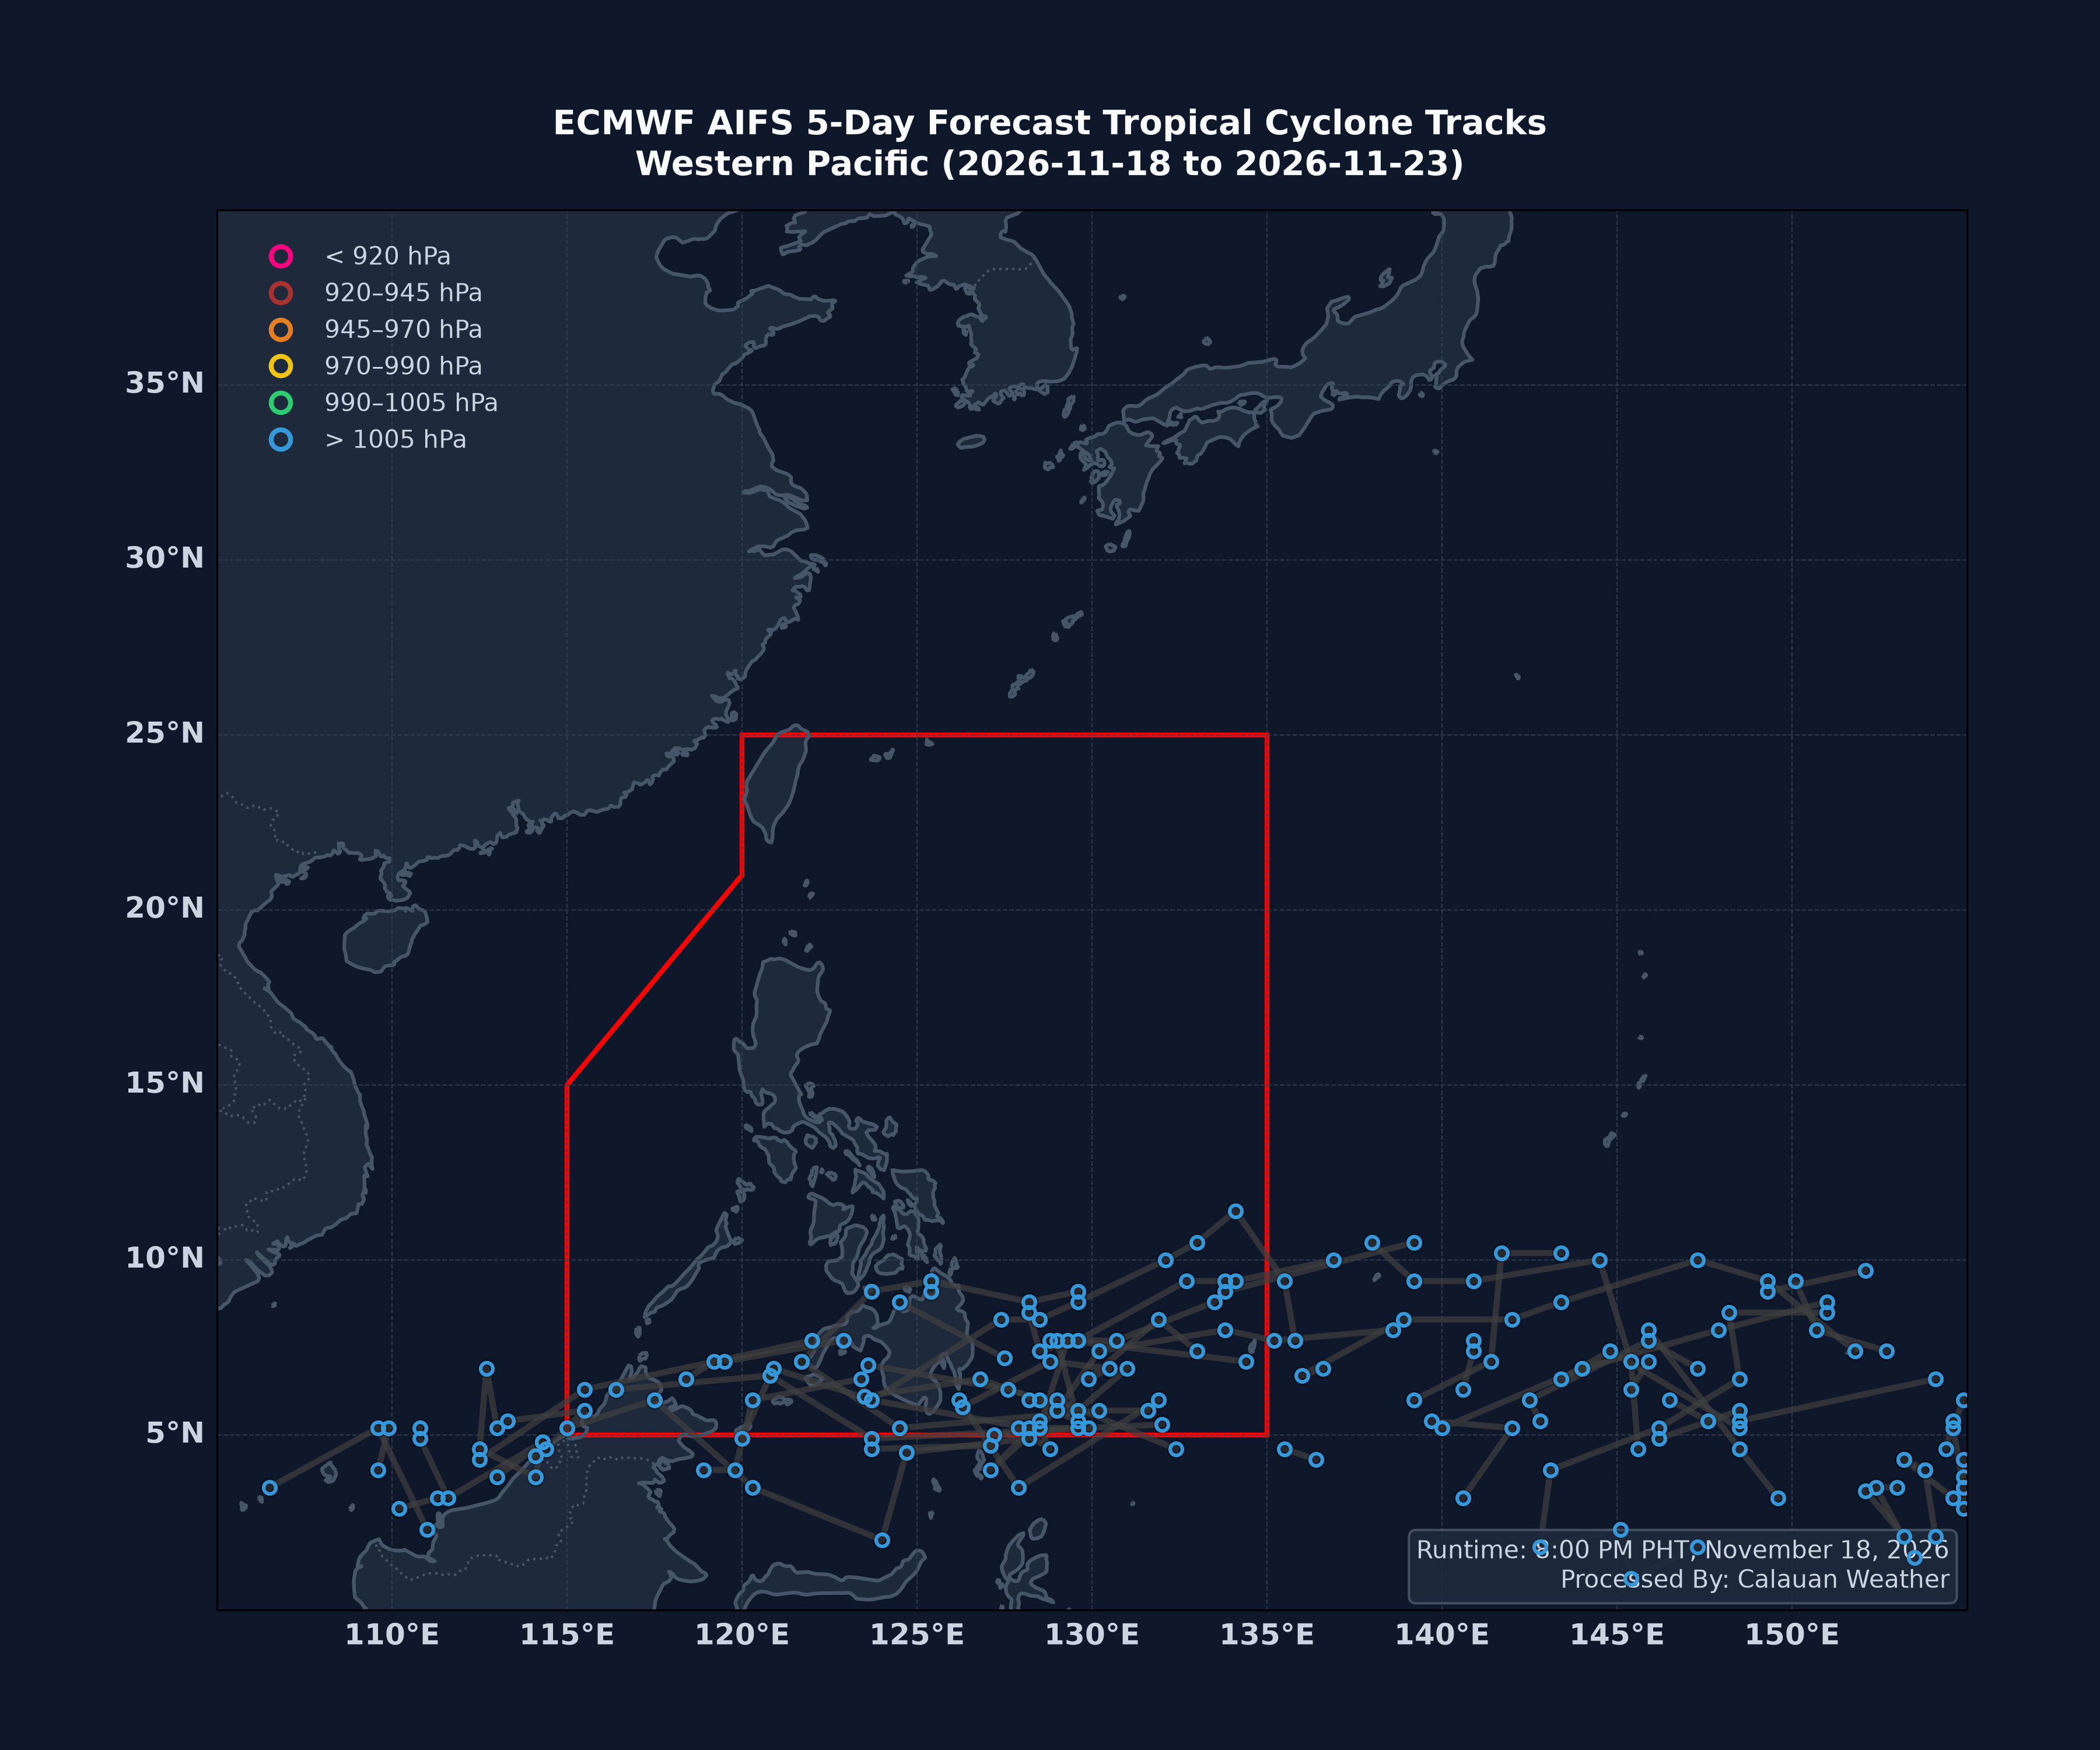 ECMWF AIFS 5-Day Forecast Tropical Cyclone Tracks
Western Pacific (2026-11-18 to 2026-11-23)
< 920 hPa
920–945 hPa
945–970 hPa
970–990 hPa
990–1005 hPa
> 1005 hPa
35°N
30°N
25°N
20°N
15°N
10°N
5°N
Runtime: 8:00 PM PHT, November 18, 2026
Processed By: Calauan Weather
110°E
115°E
120°E
125°E
130°E
135°E
140°E
145°E
150°E